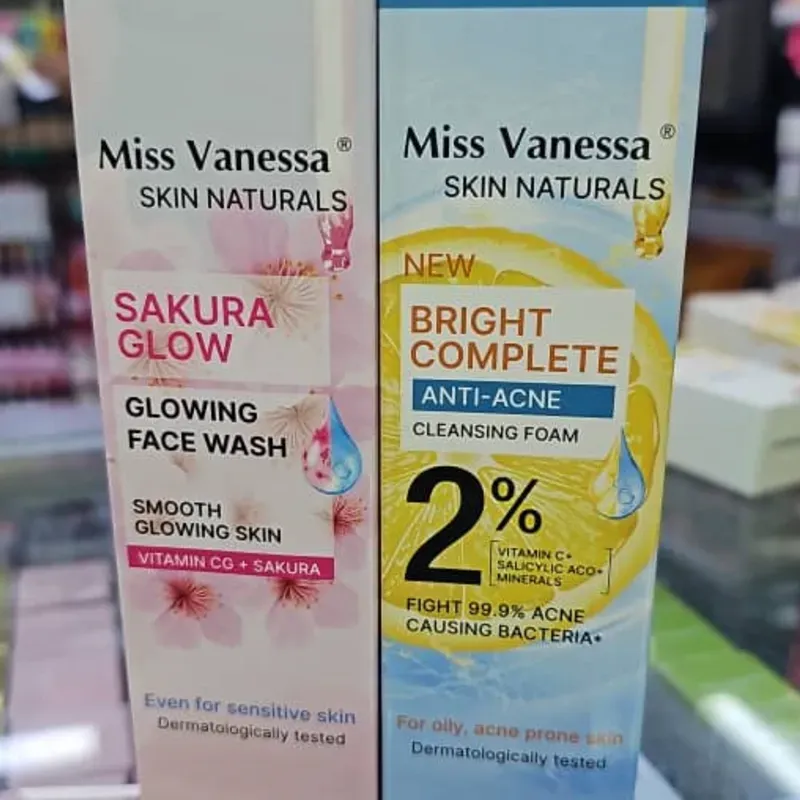 Miss Vanessa®
SKIN NATURALS
SAKURA
GLOW
GLOWING
FACE WASH
SMOOTH
GLOWING SKIN
VITAMIN CG + SAKURA
Even for sensitive skin
Dermatologically tested
Miss Vanessa®
SKIN NATURALS
NEW
BRIGHT
COMPLETE
ANTI-ACNE
CLEANSING FOAM
2%
VITAMIN C+
SALICYLIC ACO+
MINERALS
FIGHT 99.9% ACNE
CAUSING BACTERIA+
For oily, acne prone skin
Dermatologically tested